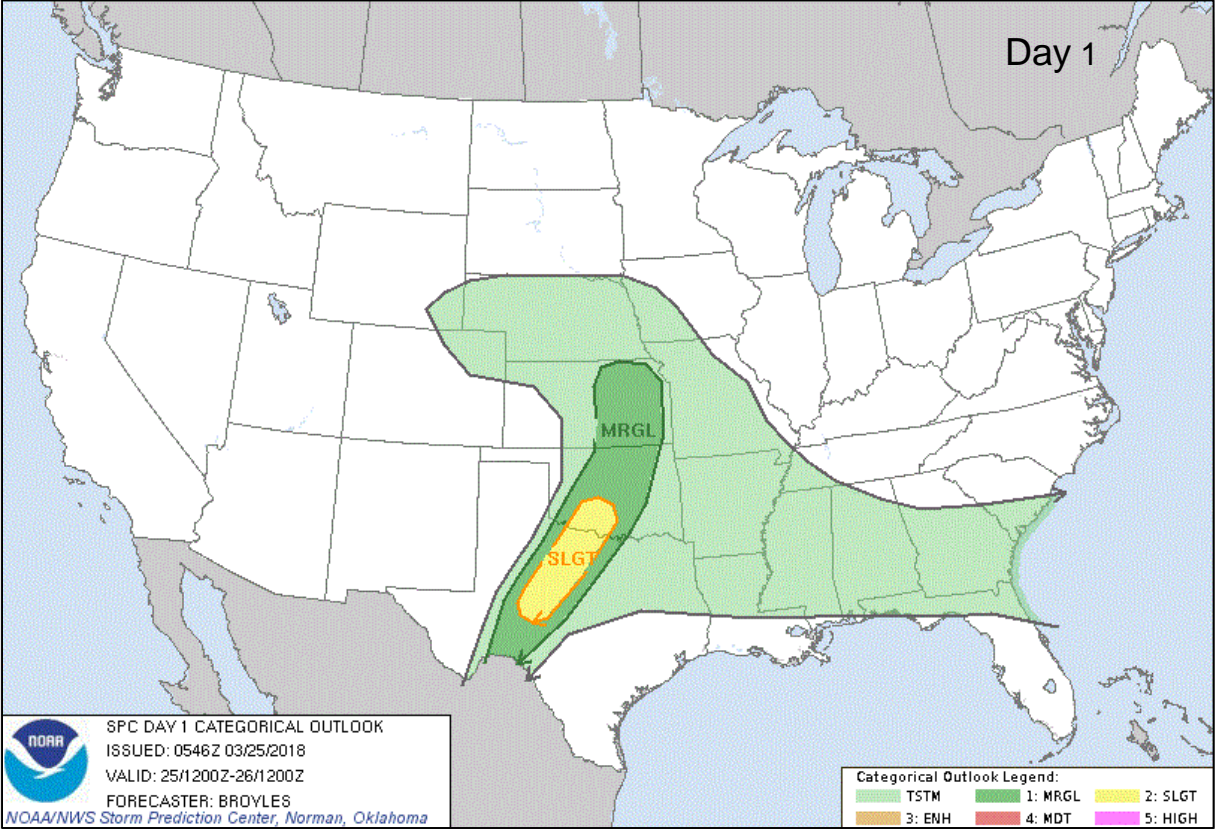 Day 1
MRGL
SLGT
NOAA
SPC DAY 1 CATEGORICAL OUTLOOK
ISSUED: 0546Z 03/25/2018
VALID: 25/1200Z-26/1200Z
FORECASTER: BROYLES
NOAA/NWS Storm Prediction Center, Norman, Oklahoma
Categorical Outlook Legend:
TSTM 1: MRGL 2: SLGT
3: ENH 4: MDT 5: HIGH